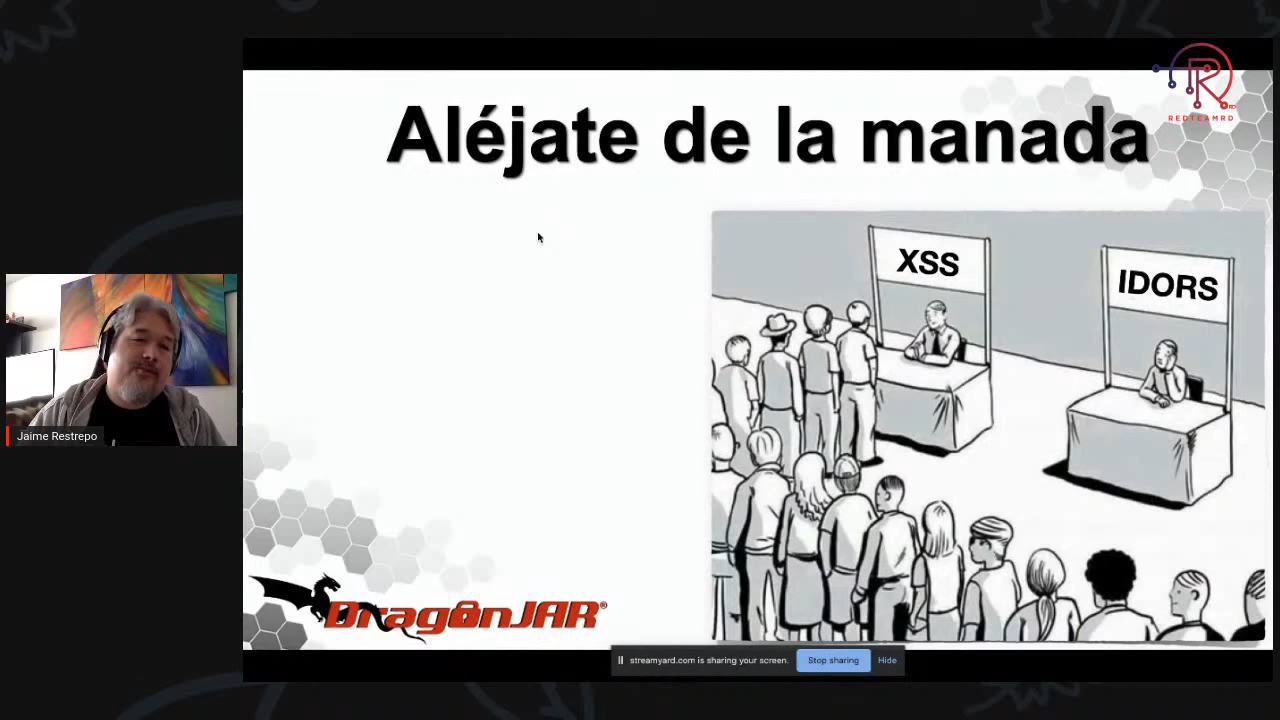 Aléjate de la manada
RD
REDTEAMRD
XSS
IDORS
Jaime Restrepo
DragonJAR®
streamyard.com is sharing your screen.
Stop sharing
Hide